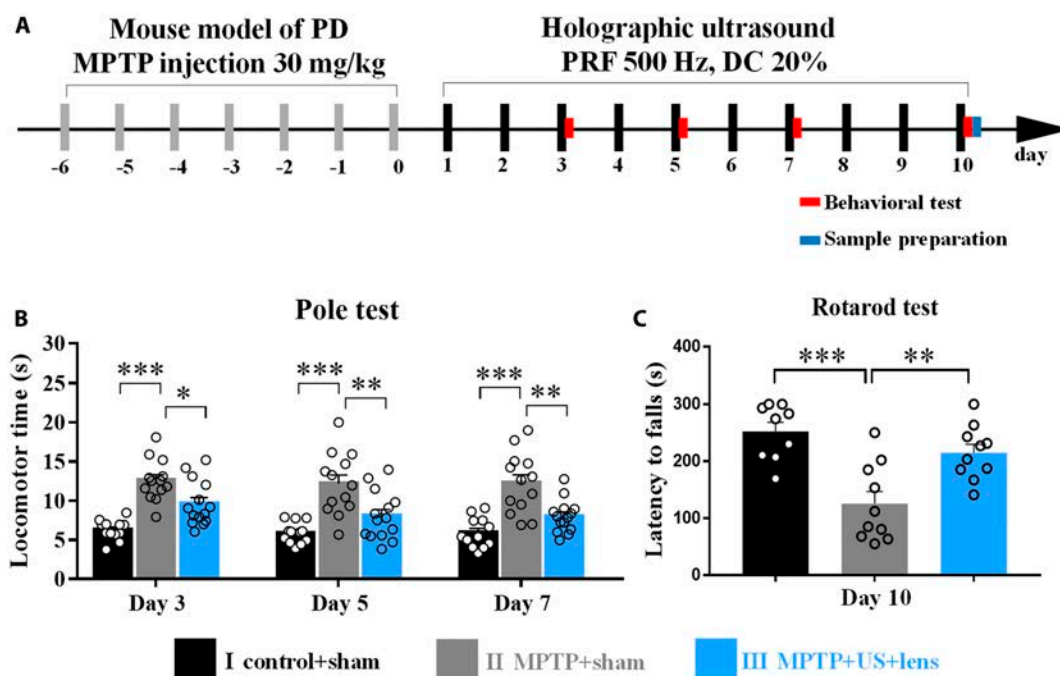 A
Mouse model of PD
MPTP injection 30 mg/kg
Holographic ultrasound
PRF 500 Hz, DC 20%
-6 -5 -4 -3 -2 -1 0 1 2 3 4 5 6 7 8 9 10 day
Behavioral test
Sample preparation
B
Pole test
Locomotor time (s)
30
25
20
15
10
5
0
*** * *** ** *** **
Day 3 Day 5 Day 7
C
Rotarod test
Latency to falls (s)
400
300
200
100
0
*** **
Day 10
I control+sham II MPTP+sham III MPTP+US+lens